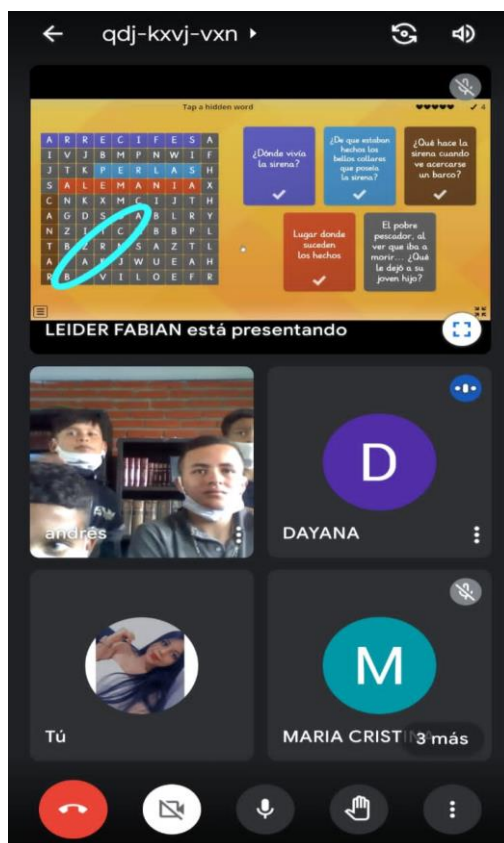 qdj-kxvj-vxn
Tap a hidden word
4
A R R E C I F E S A
I V B M P N W I F
J T K P E R L A S H
S A L E M A N I A X
C N K X M C I J T H
A G D S A B L R Y
N Z I C B B P L
T B Z R S A Z T L
A A J W U E A H
R B V I L O E F R
¿Dónde vivía
la sirena?
¿De que estaban
hechos los
bellos collares
que poseía
la sirena?
¿Qué hace la
sirena cuando
ve acercarse
un barco?
Lugar donde
suceden
los hechos
El pobre
pescador, al
ver que iba a
morir... ¿Qué
le dejó a su
joven hijo?
LEIDER FABIAN está presentando
andrés
D
DAYANA
Tú
M
MARIA CRISTI
3 más